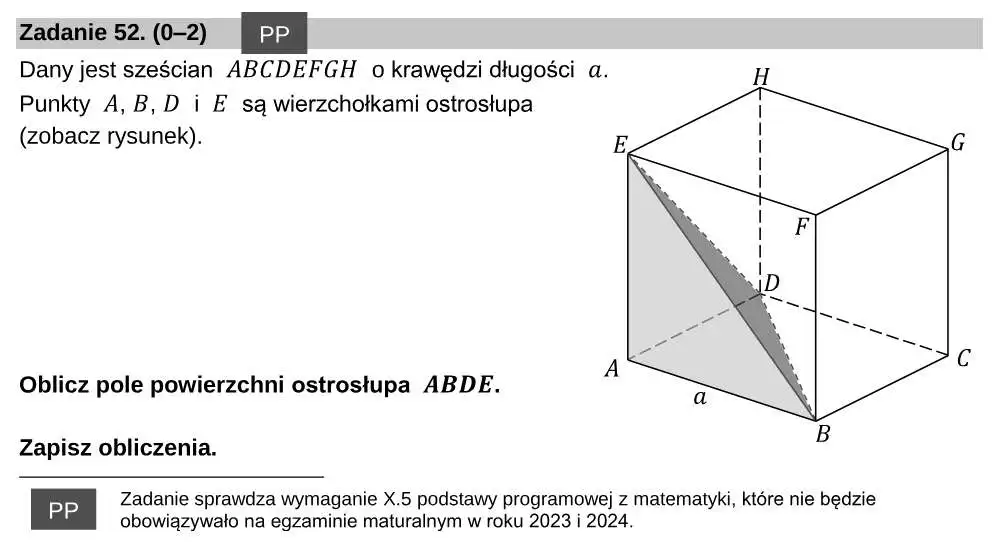 Zadanie 52. (0–2) PP
Dany jest sześcian ABCDEFGH o krawędzi długości a.
Punkty A, B, D i E są wierzchołkami ostrosłupa
(zobacz rysunek).
H
E
G
F
D
A
C
a
B
Oblicz pole powierzchni ostrosłupa ABDE.
Zapisz obliczenia.
PP
Zadanie sprawdza wymaganie X.5 podstawy programowej z matematyki, które nie będzie
obowiązywało na egzaminie maturalnym w roku 2023 i 2024.